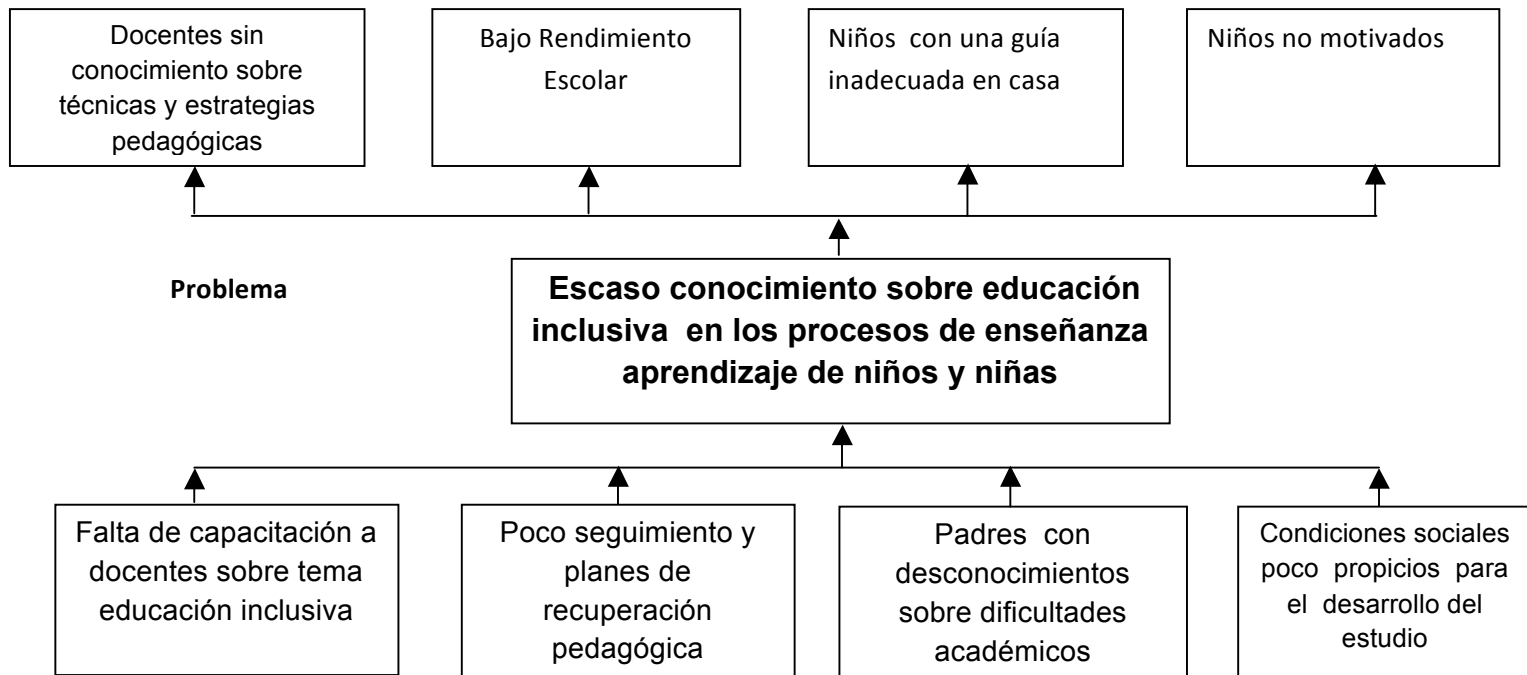 Docentes sin
conocimiento sobre
técnicas y estrategias
pedagógicas
Bajo Rendimiento
Escolar
Niños con una guía
inadecuada en casa
Niños no motivados
Problema
Escaso conocimiento sobre educación
inclusiva en los procesos de enseñanza
aprendizaje de niños y niñas
Falta de capacitación a
docentes sobre tema
educación inclusiva
Poco seguimiento y
planes de
recuperación
pedagógica
Padres con
desconocimientos
sobre dificultades
académicos
Condiciones sociales
poco propicios para
el desarrollo del
estudio